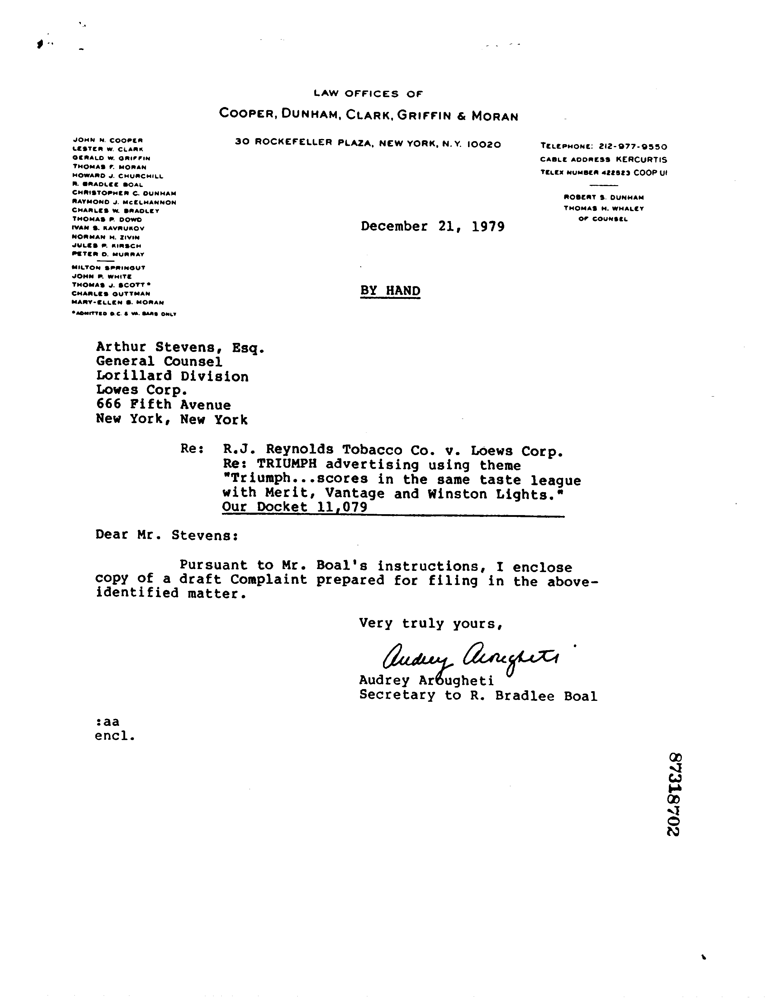 LAW OFFICES OF
COOPER, DUNHAM, CLARK, GRIFFIN & MORAN
30 ROCKEFELLER PLAZA, NEW YORK, N.Y. 10020
JOHN N. COOPER
LESTER W. CLARK
GERALD W. GRIFFIN
THOMAS F. MORAN
HOWARD J. CHURCHILL
R. BRADLEE BOAL
CHRISTOPHER C. DUNHAM
RAYMOND J. McELHANNON
CHARLES W. BRADLEY
THOMAS P. DOWD
IVAN S. KAVRUKOV
NORMAN H. ZIVIN
JULES P. KIRSCH
PETER D. MURRAY
MILTON SPRINGUT
JOHN P. WHITE
THOMAS J. SCOTT*
CHARLES GUTTMAN
MARY-ELLEN B. MORAN
*ADMITTED D.C. & VA. BARS ONLY
TELEPHONE: 212-977-9550
CABLE ADDRESS KERCURTIS
TELEX NUMBER 422523 COOP UI
ROBERT S. DUNHAM
THOMAS H. WHALEY
OF COUNSEL
December 21, 1979
BY HAND
Arthur Stevens, Esq.
General Counsel
Lorillard Division
Lowes Corp.
666 Fifth Avenue
New York, New York
Re: R.J. Reynolds Tobacco Co. v. Loews Corp.
Re: TRIUMPH advertising using theme
"Triumph...scores in the same taste league
with Merit, Vantage and Winston Lights."
Our Docket 11,079
Dear Mr. Stevens:
Pursuant to Mr. Boal's instructions, I enclose
copy of a draft Complaint prepared for filing in the above-
identified matter.
Very truly yours,
Audrey Arougheti
Audrey Arougheti
Secretary to R. Bradlee Boal
:aa
encl.
87318702